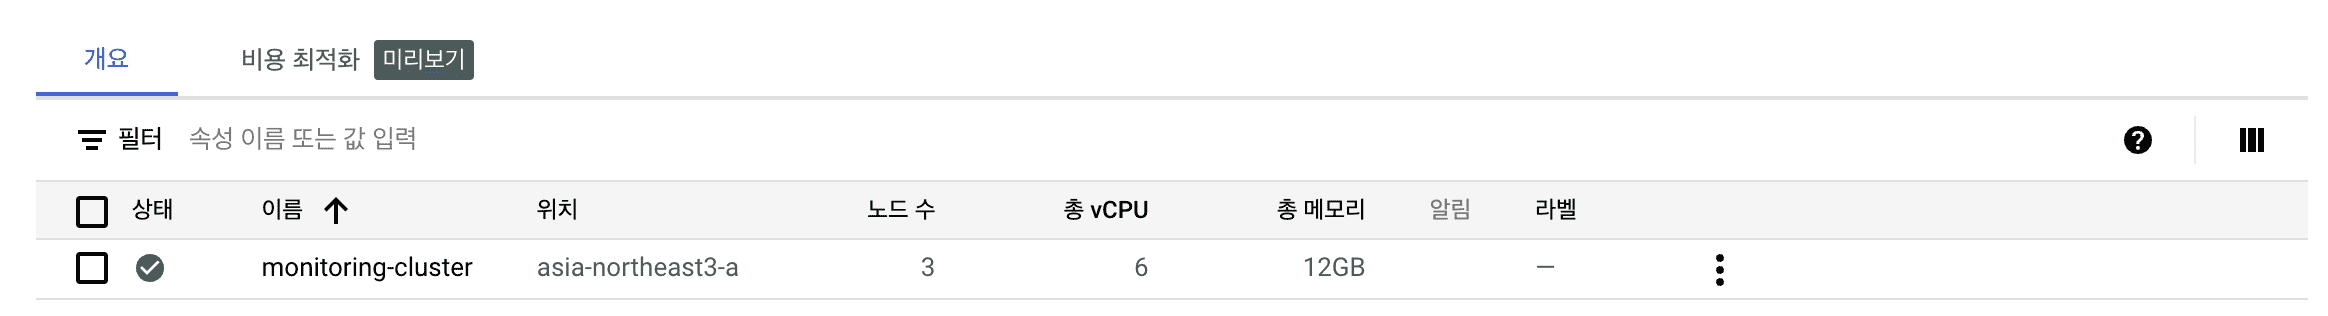 개요 비용 최적화 미리보기
필터 속성 이름 또는 값 입력
상태 이름 위치 노드 수 총 vCPU 총 메모리 알림 라벨
monitoring-cluster asia-northeast3-a 3 6 12GB —